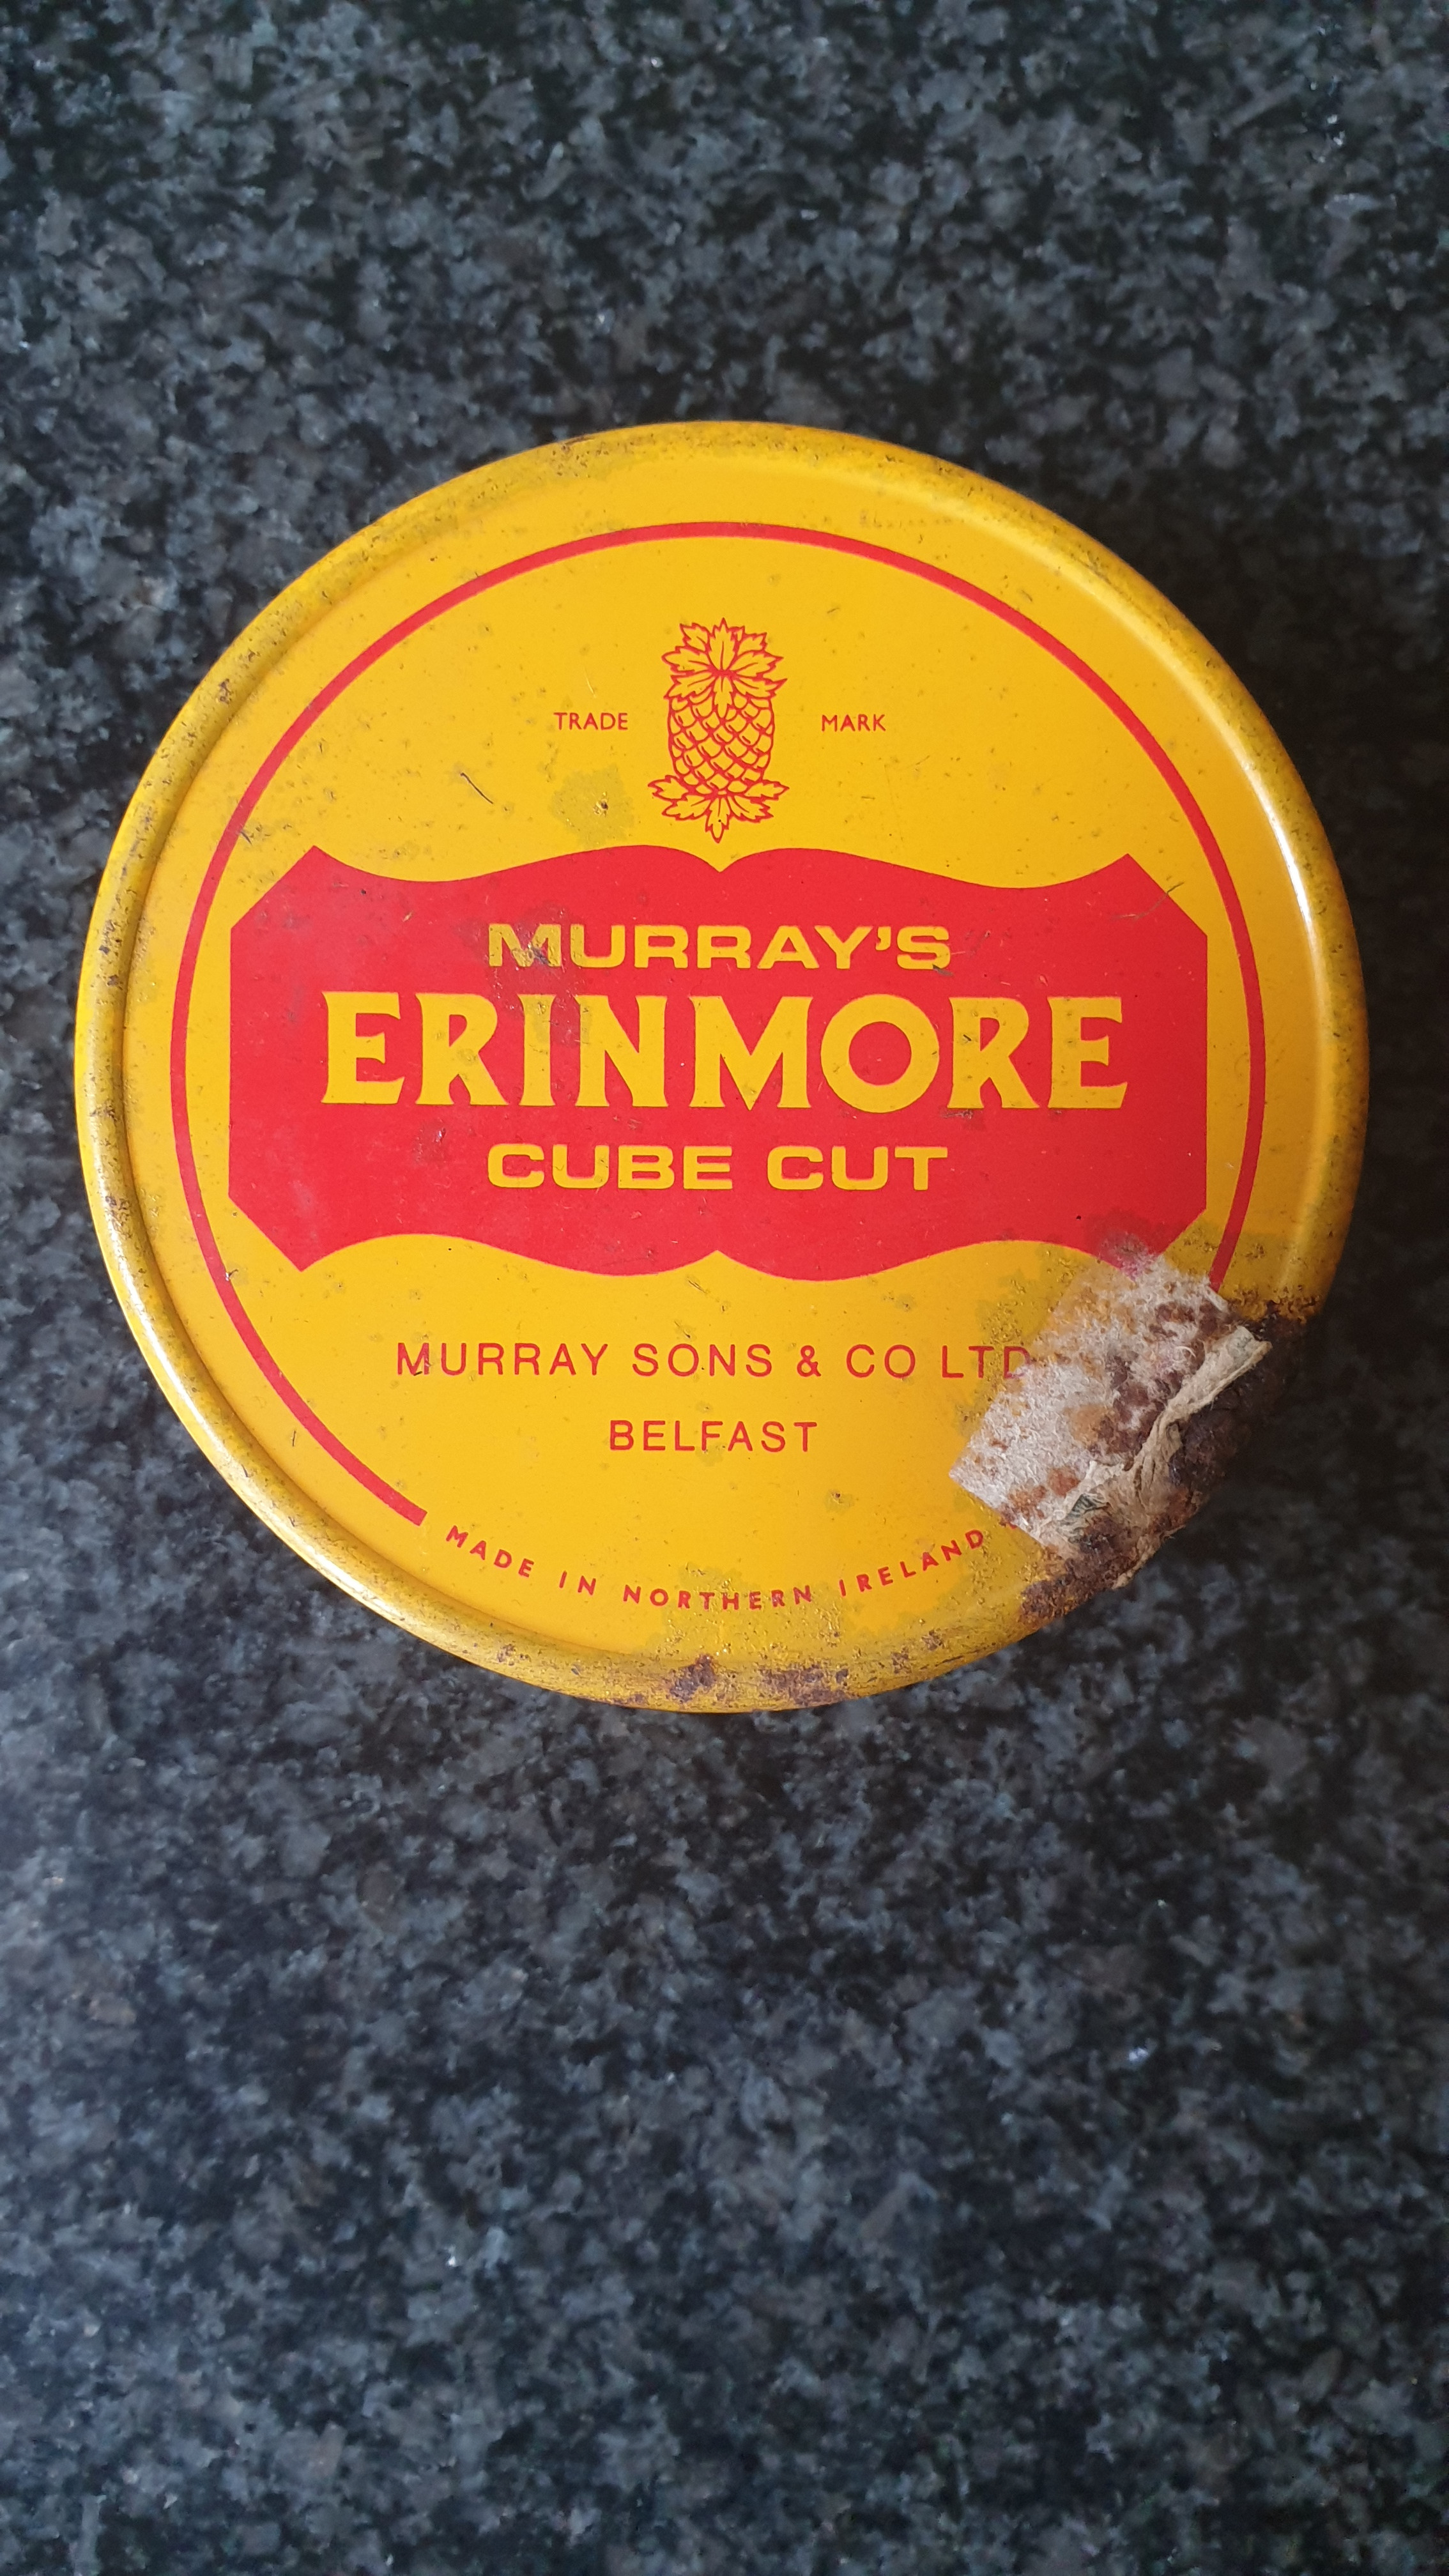 TRADE MARK
MURRAY'S
ERINMORE
CUBE CUT
MURRAY SONS & CO LTD
BELFAST
MADE IN NORTHERN IRELAND